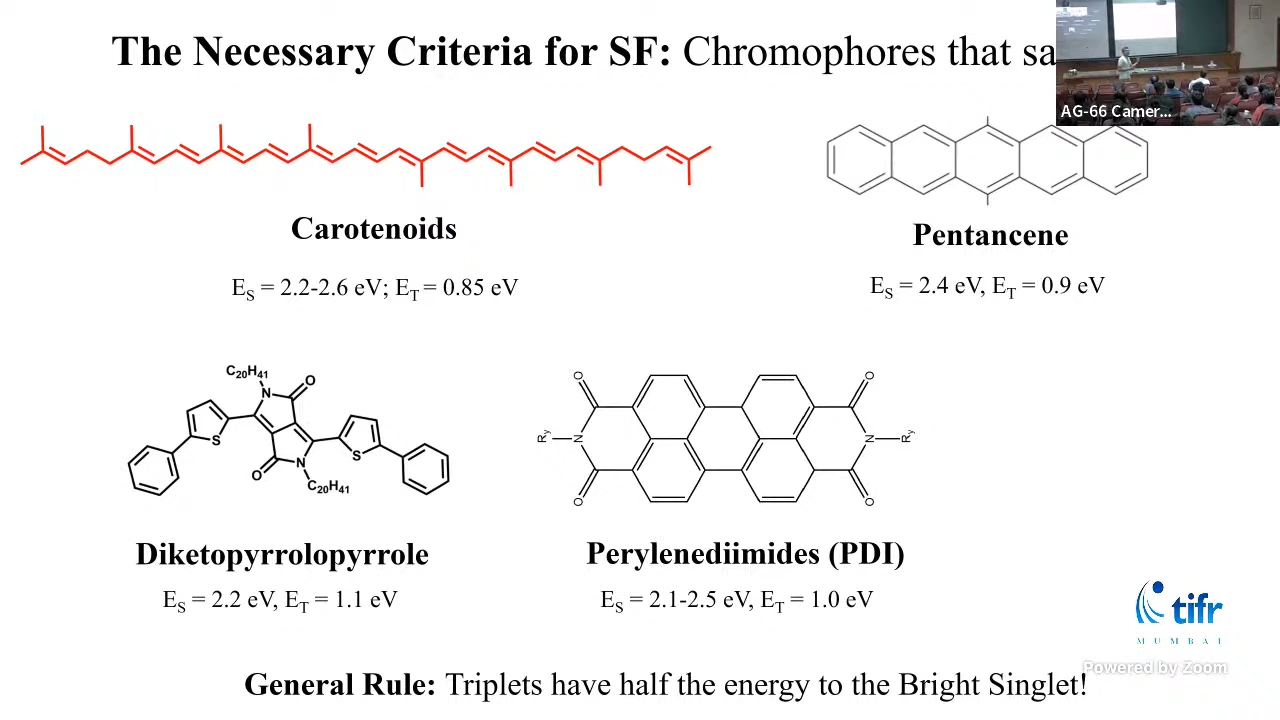 The Necessary Criteria for SF: Chromophores that sa
AG-66 Camer...
Carotenoids
E_S = 2.2-2.6 eV; E_T = 0.85 eV
Pentancene
E_S = 2.4 eV, E_T = 0.9 eV
C20H41
N
O
S
S
O
N
C20H41
Diketopyrrolopyrrole
E_S = 2.2 eV, E_T = 1.1 eV
O
O
Ry
N
N
Ry
O
O
Perylenediimides (PDI)
E_S = 2.1-2.5 eV, E_T = 1.0 eV
tifr
MUMBAI
Powered by Zoom
General Rule: Triplets have half the energy to the Bright Singlet!